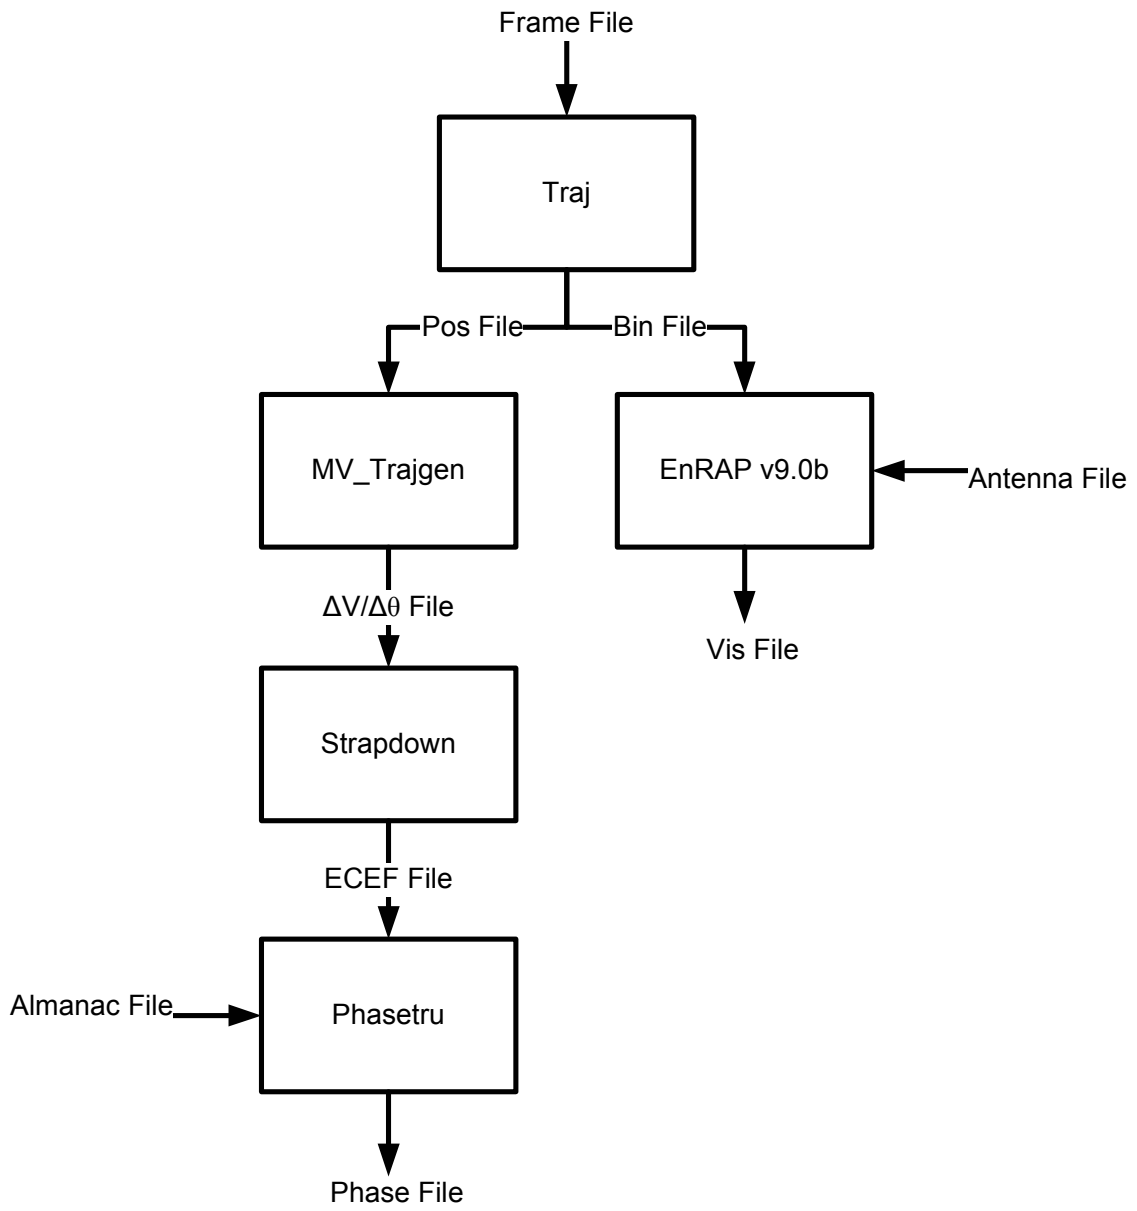 Frame File
Traj
Pos File
Bin File
MV_Trajgen
EnRAP v9.0b
Antenna File
ΔV/Δθ File
Vis File
Strapdown
ECEF File
Almanac File
Phasetru
Phase File